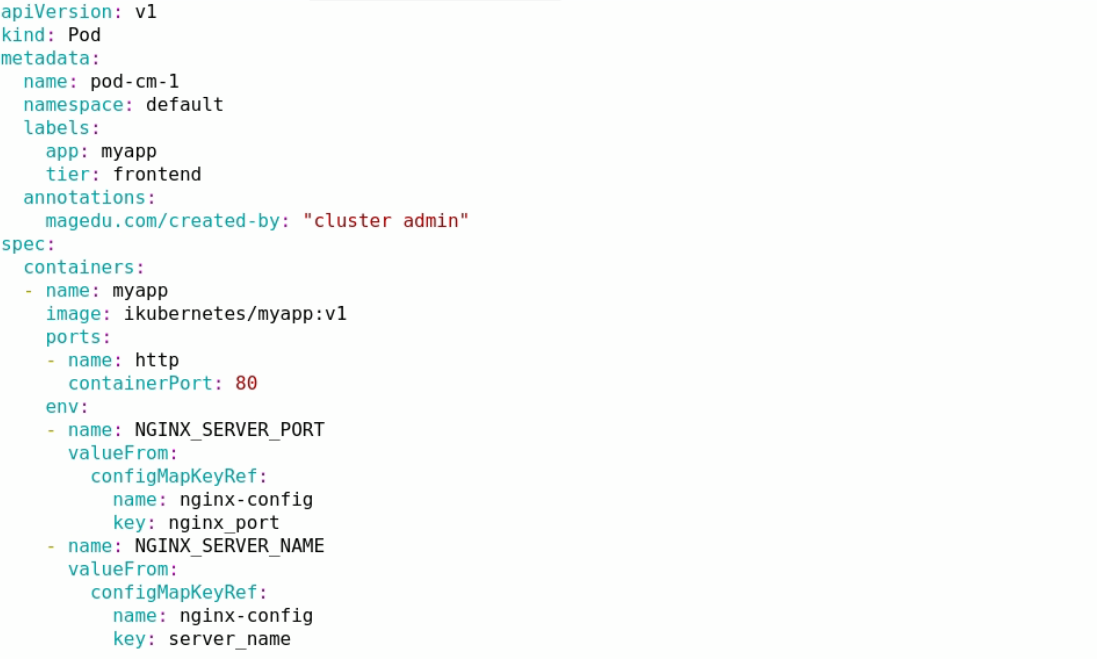 apiVersion: v1
kind: Pod
metadata:
  name: pod-cm-1
  namespace: default
  labels:
    app: myapp
    tier: frontend
  annotations:
    magedu.com/created-by: "cluster admin"
spec:
  containers:
  - name: myapp
    image: ikubernetes/myapp:v1
    ports:
    - name: http
      containerPort: 80
    env:
    - name: NGINX_SERVER_PORT
      valueFrom:
        configMapKeyRef:
          name: nginx-config
          key: nginx_port
    - name: NGINX_SERVER_NAME
      valueFrom:
        configMapKeyRef:
          name: nginx-config
          key: server_name